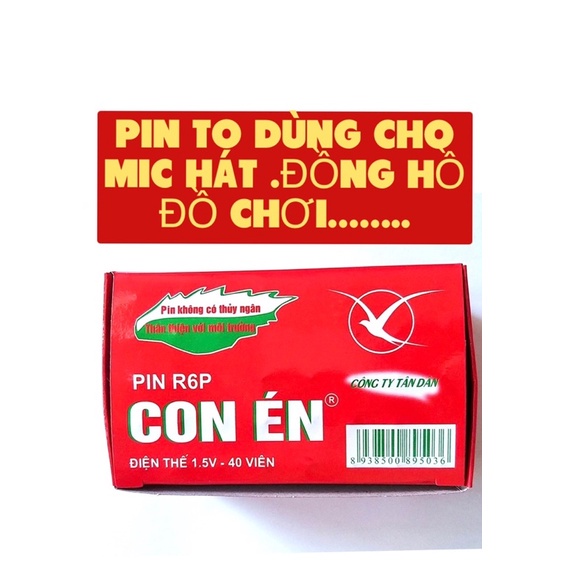 PIN TO DÙNG CHO
MIC HÁT .ĐỒNG HỒ
ĐỒ CHƠI........
Pin không có thủy ngân
Thân thiện với môi trường
PIN R6P
CÔNG TY TÂN DÂN
CON ÉN ®
ĐIỆN THẾ 1.5V - 40 VIÊN
8 938500 895036